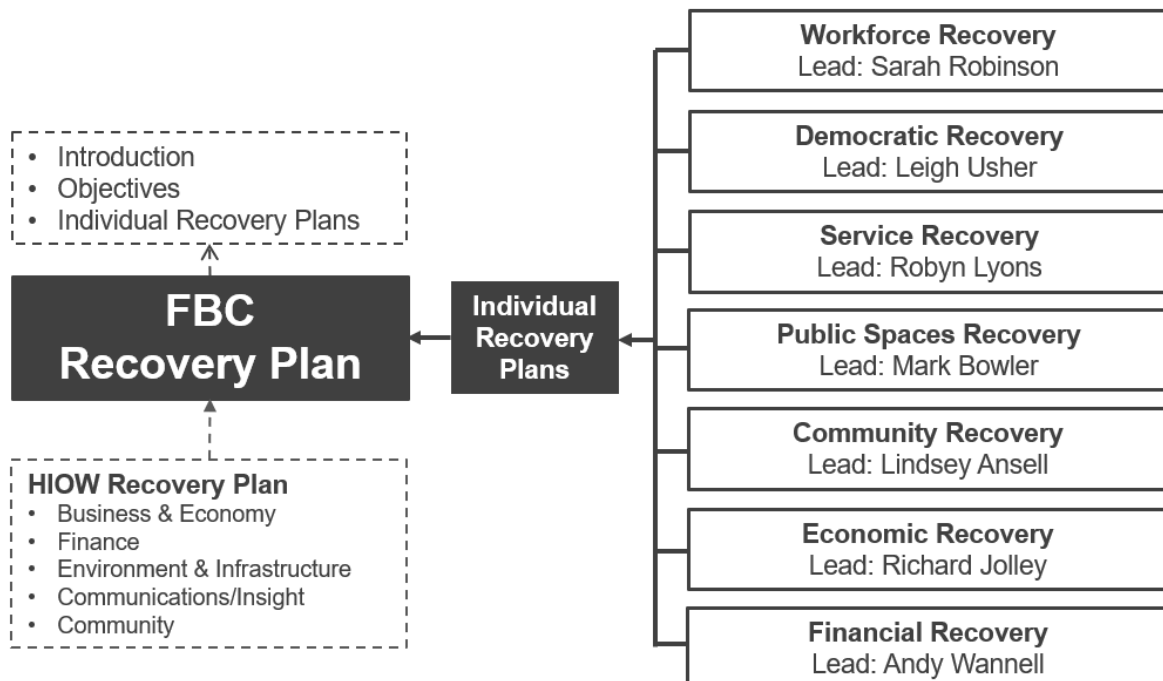 • Introduction
• Objectives
• Individual Recovery Plans
FBC
Recovery Plan
HIOW Recovery Plan
• Business & Economy
• Finance
• Environment & Infrastructure
• Communications/Insight
• Community
Individual
Recovery
Plans
Workforce Recovery
Lead: Sarah Robinson
Democratic Recovery
Lead: Leigh Usher
Service Recovery
Lead: Robyn Lyons
Public Spaces Recovery
Lead: Mark Bowler
Community Recovery
Lead: Lindsey Ansell
Economic Recovery
Lead: Richard Jolley
Financial Recovery
Lead: Andy Wannell